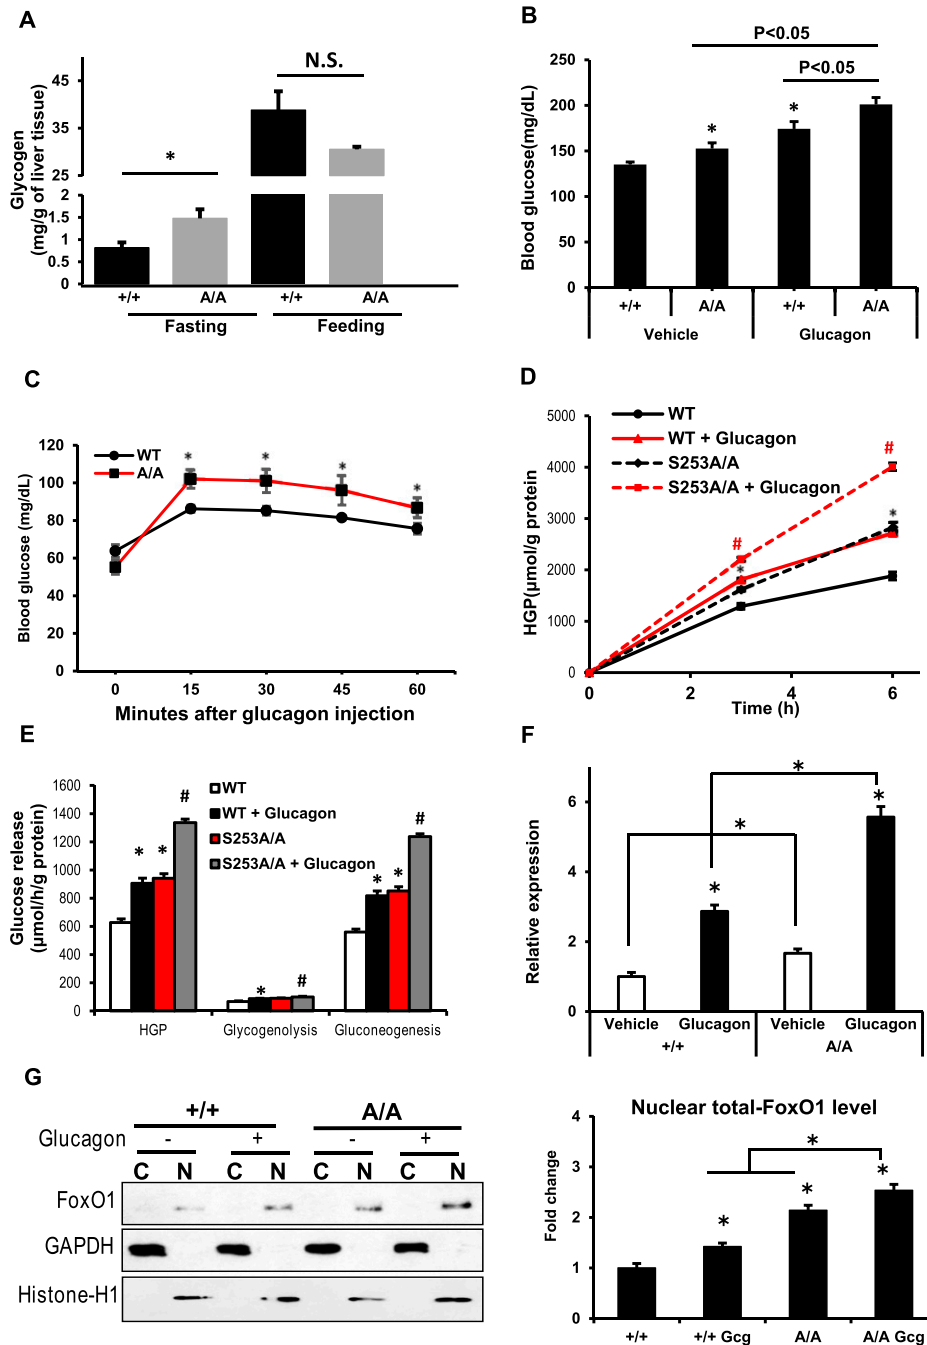 A
Glycogen
(mg/g of liver tissue)
45
35
25
2
1.5
1
0.5
0
*
N.S.
+/+
A/A
+/+
A/A
Fasting
Feeding
B
P<0.05
P<0.05
Blood glucose(mg/dL)
250
200
150
100
50
0
*
*
+/+
A/A
+/+
A/A
Vehicle
Glucagon
C
Blood glucose (mg/dL)
120
100
80
60
40
20
0
WT
A/A
*
*
*
*
0
15
30
45
60
Minutes after glucagon injection
D
HGP(μmol/g protein)
5000
4000
3000
2000
1000
0
WT
WT + Glucagon
S253A/A
S253A/A + Glucagon
#
*
#
*
0
2
4
6
Time (h)
E
Glucose release
(μmol/h/g protein)
1600
1400
1200
1000
800
600
400
200
0
WT
WT + Glucagon
S253A/A
S253A/A + Glucagon
* * #
* #
* * #
HGP
Glycogenolysis
Gluconeogenesis
F
Relative expression
6
4
2
0
*
*
*
*
Vehicle
Glucagon
Vehicle
Glucagon
+/+
A/A
G
+/+
A/A
Glucagon - + - +
C N C N C N C N
FoxO1
GAPDH
Histone-H1
Nuclear total-FoxO1 level
Fold change
4
3
2
1
0
*
*
*
*
+/+
+/+ Gcg
A/A
A/A Gcg